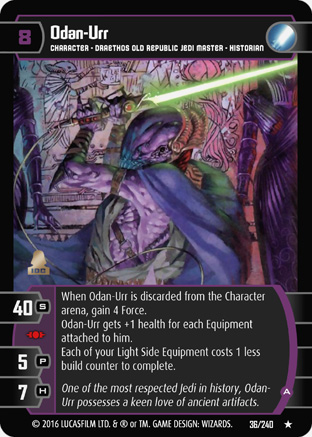 8
Odan-Urr
CHARACTER - DRAETHOS OLD REPUBLIC JEDI MASTER - HISTORIAN
IDC
40 S
5 P
7 H
When Odan-Urr is discarded from the Character
arena, gain 4 Force.
Odan-Urr gets +1 health for each Equipment
attached to him.
Each of your Light Side Equipment costs 1 less
build counter to complete.
One of the most respected Jedi in history, Odan-
Urr possesses a keen love of ancient artifacts.
A
© 2016 LUCASFILM LTD. & ® or TM. GAME DESIGN: WIZARDS.
36/240